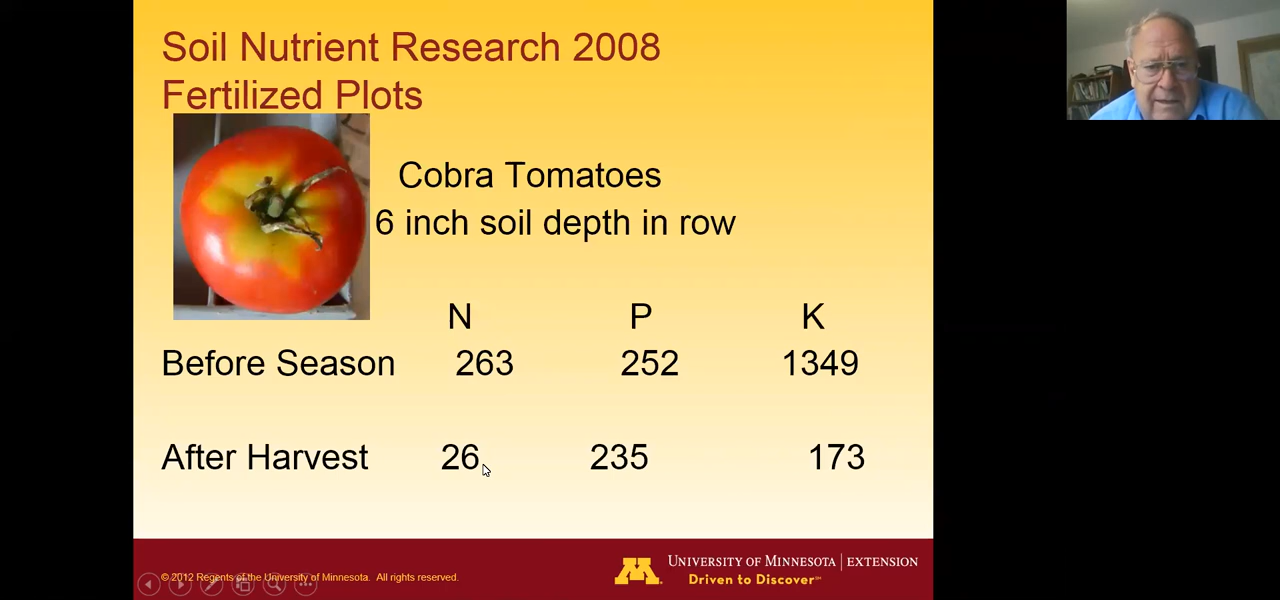 Soil Nutrient Research 2008
Fertilized Plots
Cobra Tomatoes
6 inch soil depth in row
N P K
Before Season 263 252 1349
After Harvest 26 235 173
© 2012 Regents of the University of Minnesota. All rights reserved.
M
UNIVERSITY OF MINNESOTA | EXTENSION
Driven to Discover℠